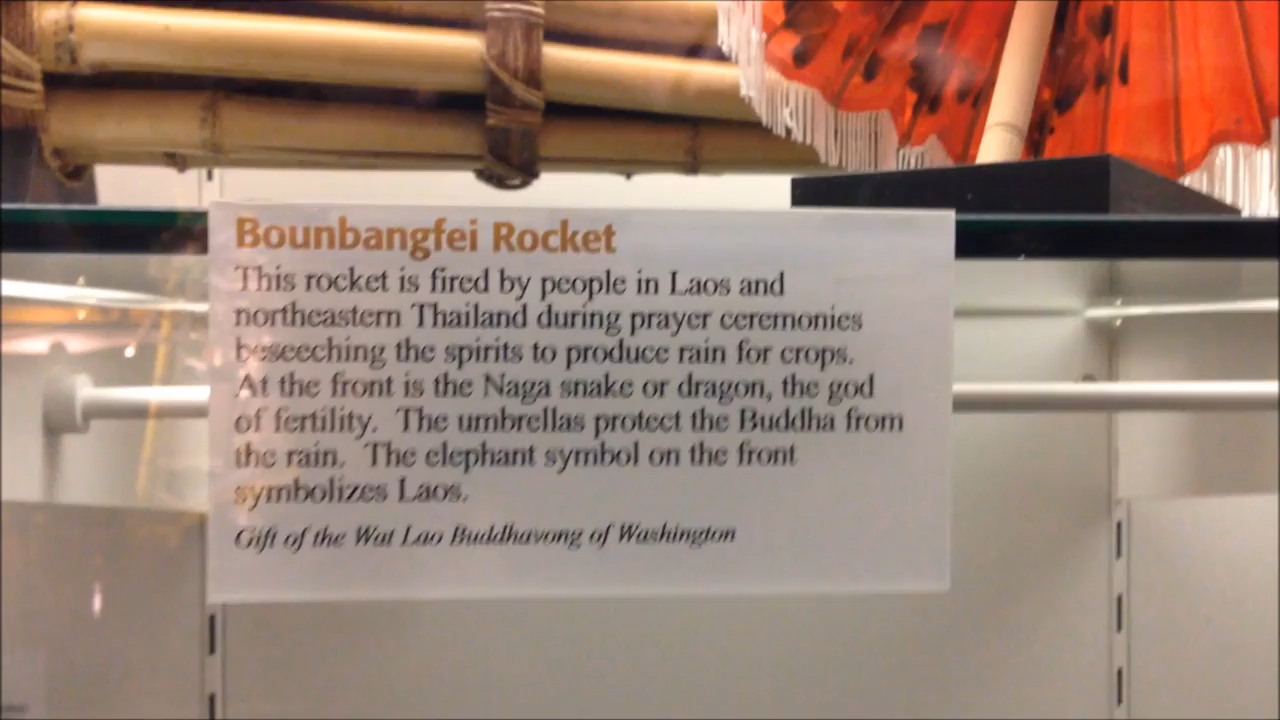 Bounbangfei Rocket
This rocket is fired by people in Laos and
northeastern Thailand during prayer ceremonies
beseeching the spirits to produce rain for crops.
At the front is the Naga snake or dragon, the god
of fertility. The umbrellas protect the Buddha from
the rain. The elephant symbol on the front
symbolizes Laos.
Gift of the Wat Lao Buddhavong of Washington